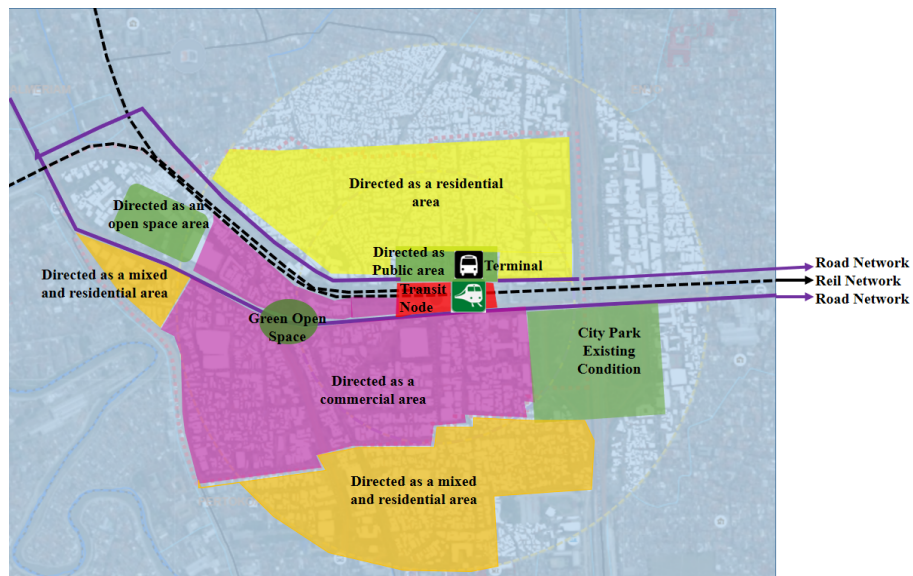 Directed as a residential
area
Directed as an
open space area
Directed as
Public area
Terminal
Directed as a mixed
and residential area
Transit
Node
Road Network
Reil Network
Road Network
Green Open
Space
City Park
Existing
Condition
Directed as a
commercial area
Directed as a mixed
and residential area